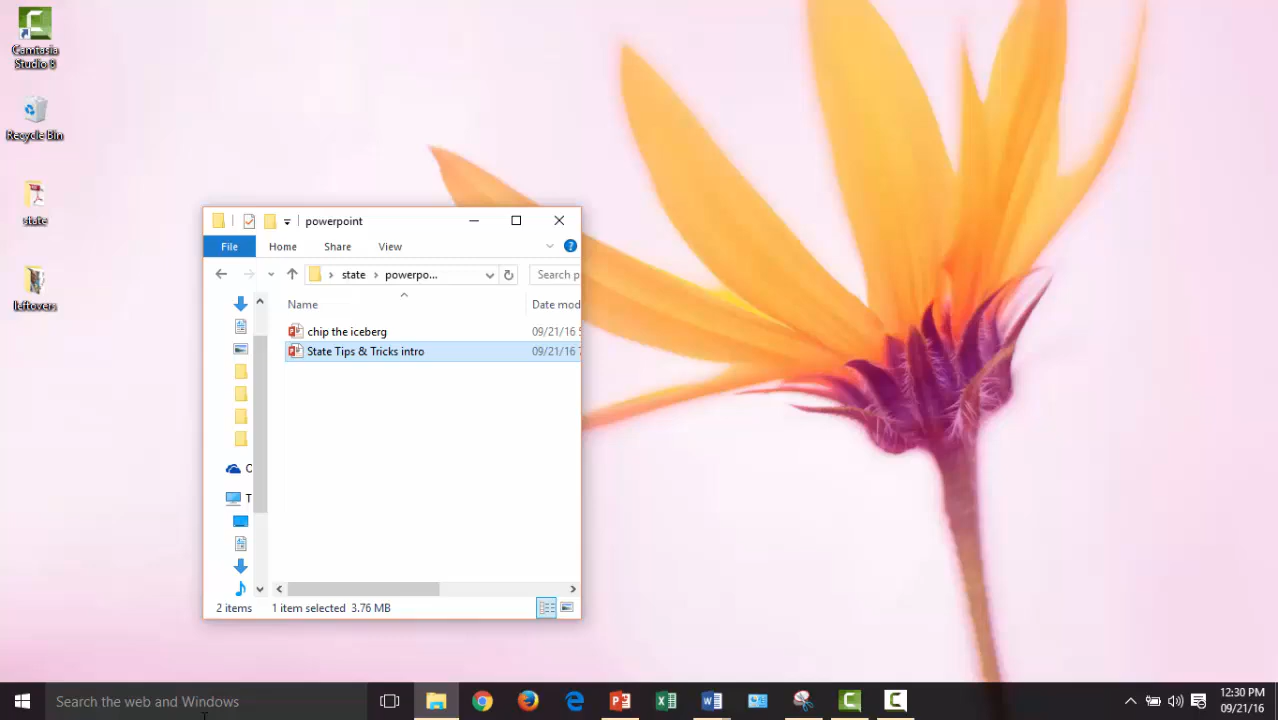 Camtasia
Studio 8
Recycle Bin
state
leftovers
powerpoint
File Home Share View
state powerpo... Search p
Name Date mod
chip the iceberg 09/21/16
State Tips & Tricks intro 09/21/16
2 items 1 item selected 3.76 MB
Search the web and Windows
12:30 PM
09/21/16